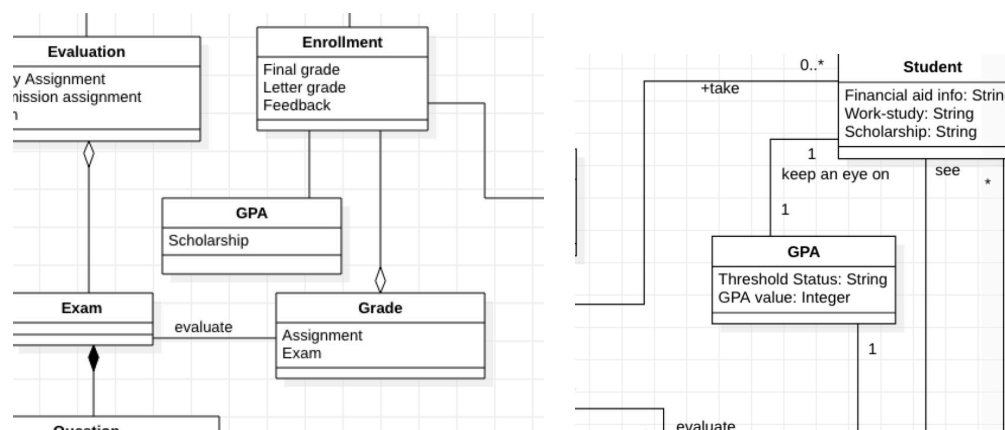 Evaluation
y Assignment
ission assignment
Enrollment
Final grade
Letter grade
Feedback
GPA
Scholarship
Exam
evaluate
Grade
Assignment
Exam
0..*
+take
Student
Financial aid info: Strin
Work-study: String
Scholarship: String
1
keep an eye on
see
*
1
GPA
Threshold Status: String
GPA value: Integer
1
evaluate